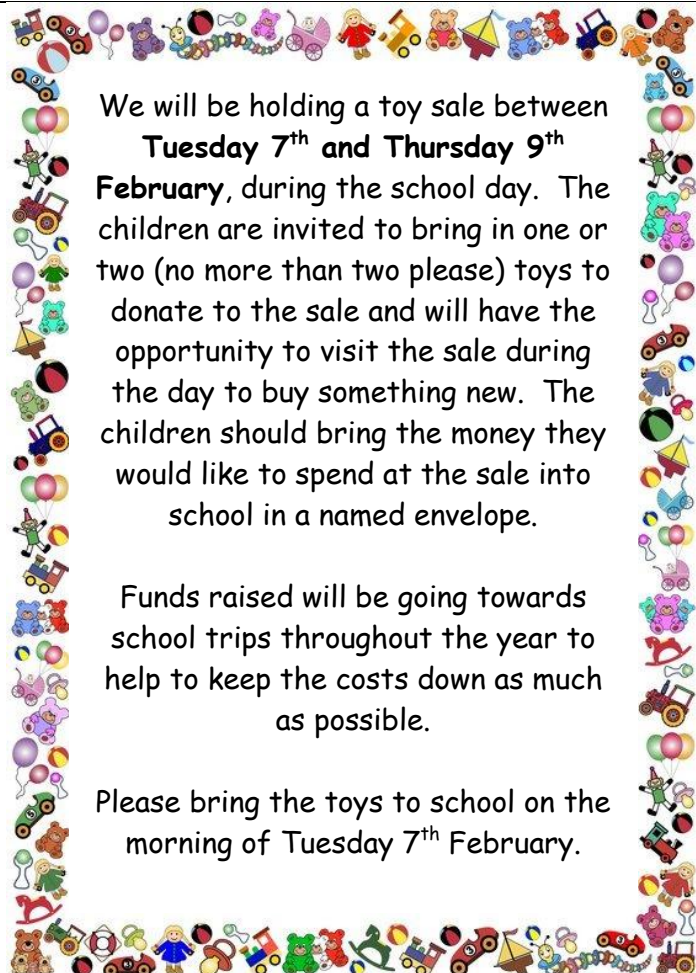 We will be holding a toy sale between
Tuesday 7th and Thursday 9th
February, during the school day. The
children are invited to bring in one or
two (no more than two please) toys to
donate to the sale and will have the
opportunity to visit the sale during
the day to buy something new. The
children should bring the money they
would like to spend at the sale into
school in a named envelope.
Funds raised will be going towards
school trips throughout the year to
help to keep the costs down as much
as possible.
Please bring the toys to school on the
morning of Tuesday 7th February.